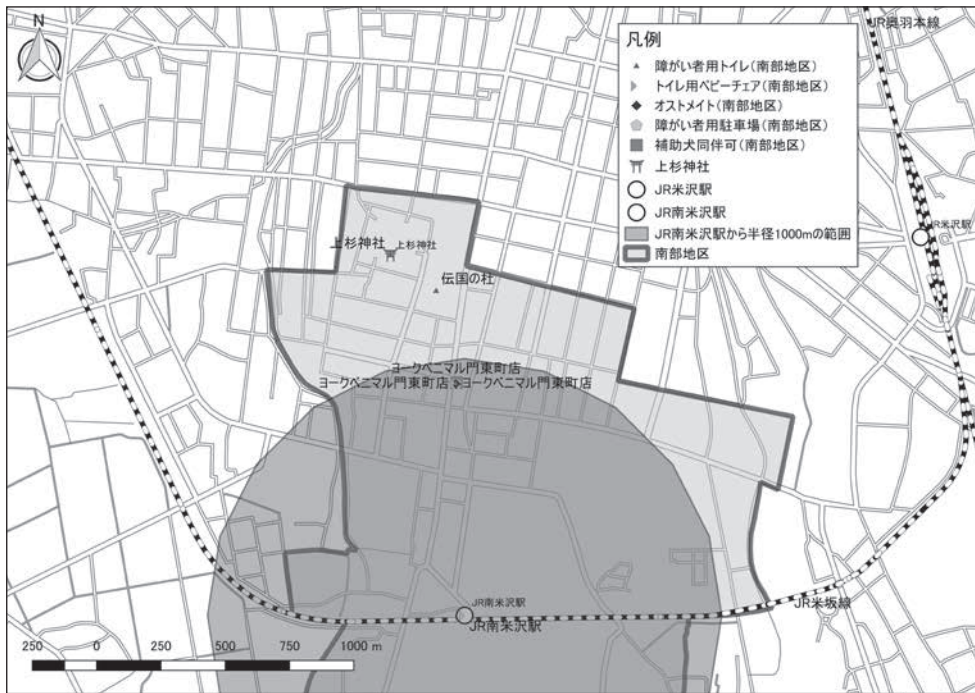 N
JR奥羽本線
凡例
障がい者用トイレ(南部地区)
トイレ用ベビーチェア(南部地区)
オストメイト(南部地区)
障がい者用駐車場(南部地区)
補助犬同伴可(南部地区)
上杉神社
JR米沢駅
JR南米沢駅
JR南米沢駅から半径1000mの範囲
南部地区
JR米沢駅
上杉神社
上杉神社
伝国の杜
ヨークベニマル門東町店
ヨークベニマル門東町店
ヨークベニマル門東町店
JR南米沢駅
JR南米沢駅
JR米坂線
250 0 250 500 750 1000 m